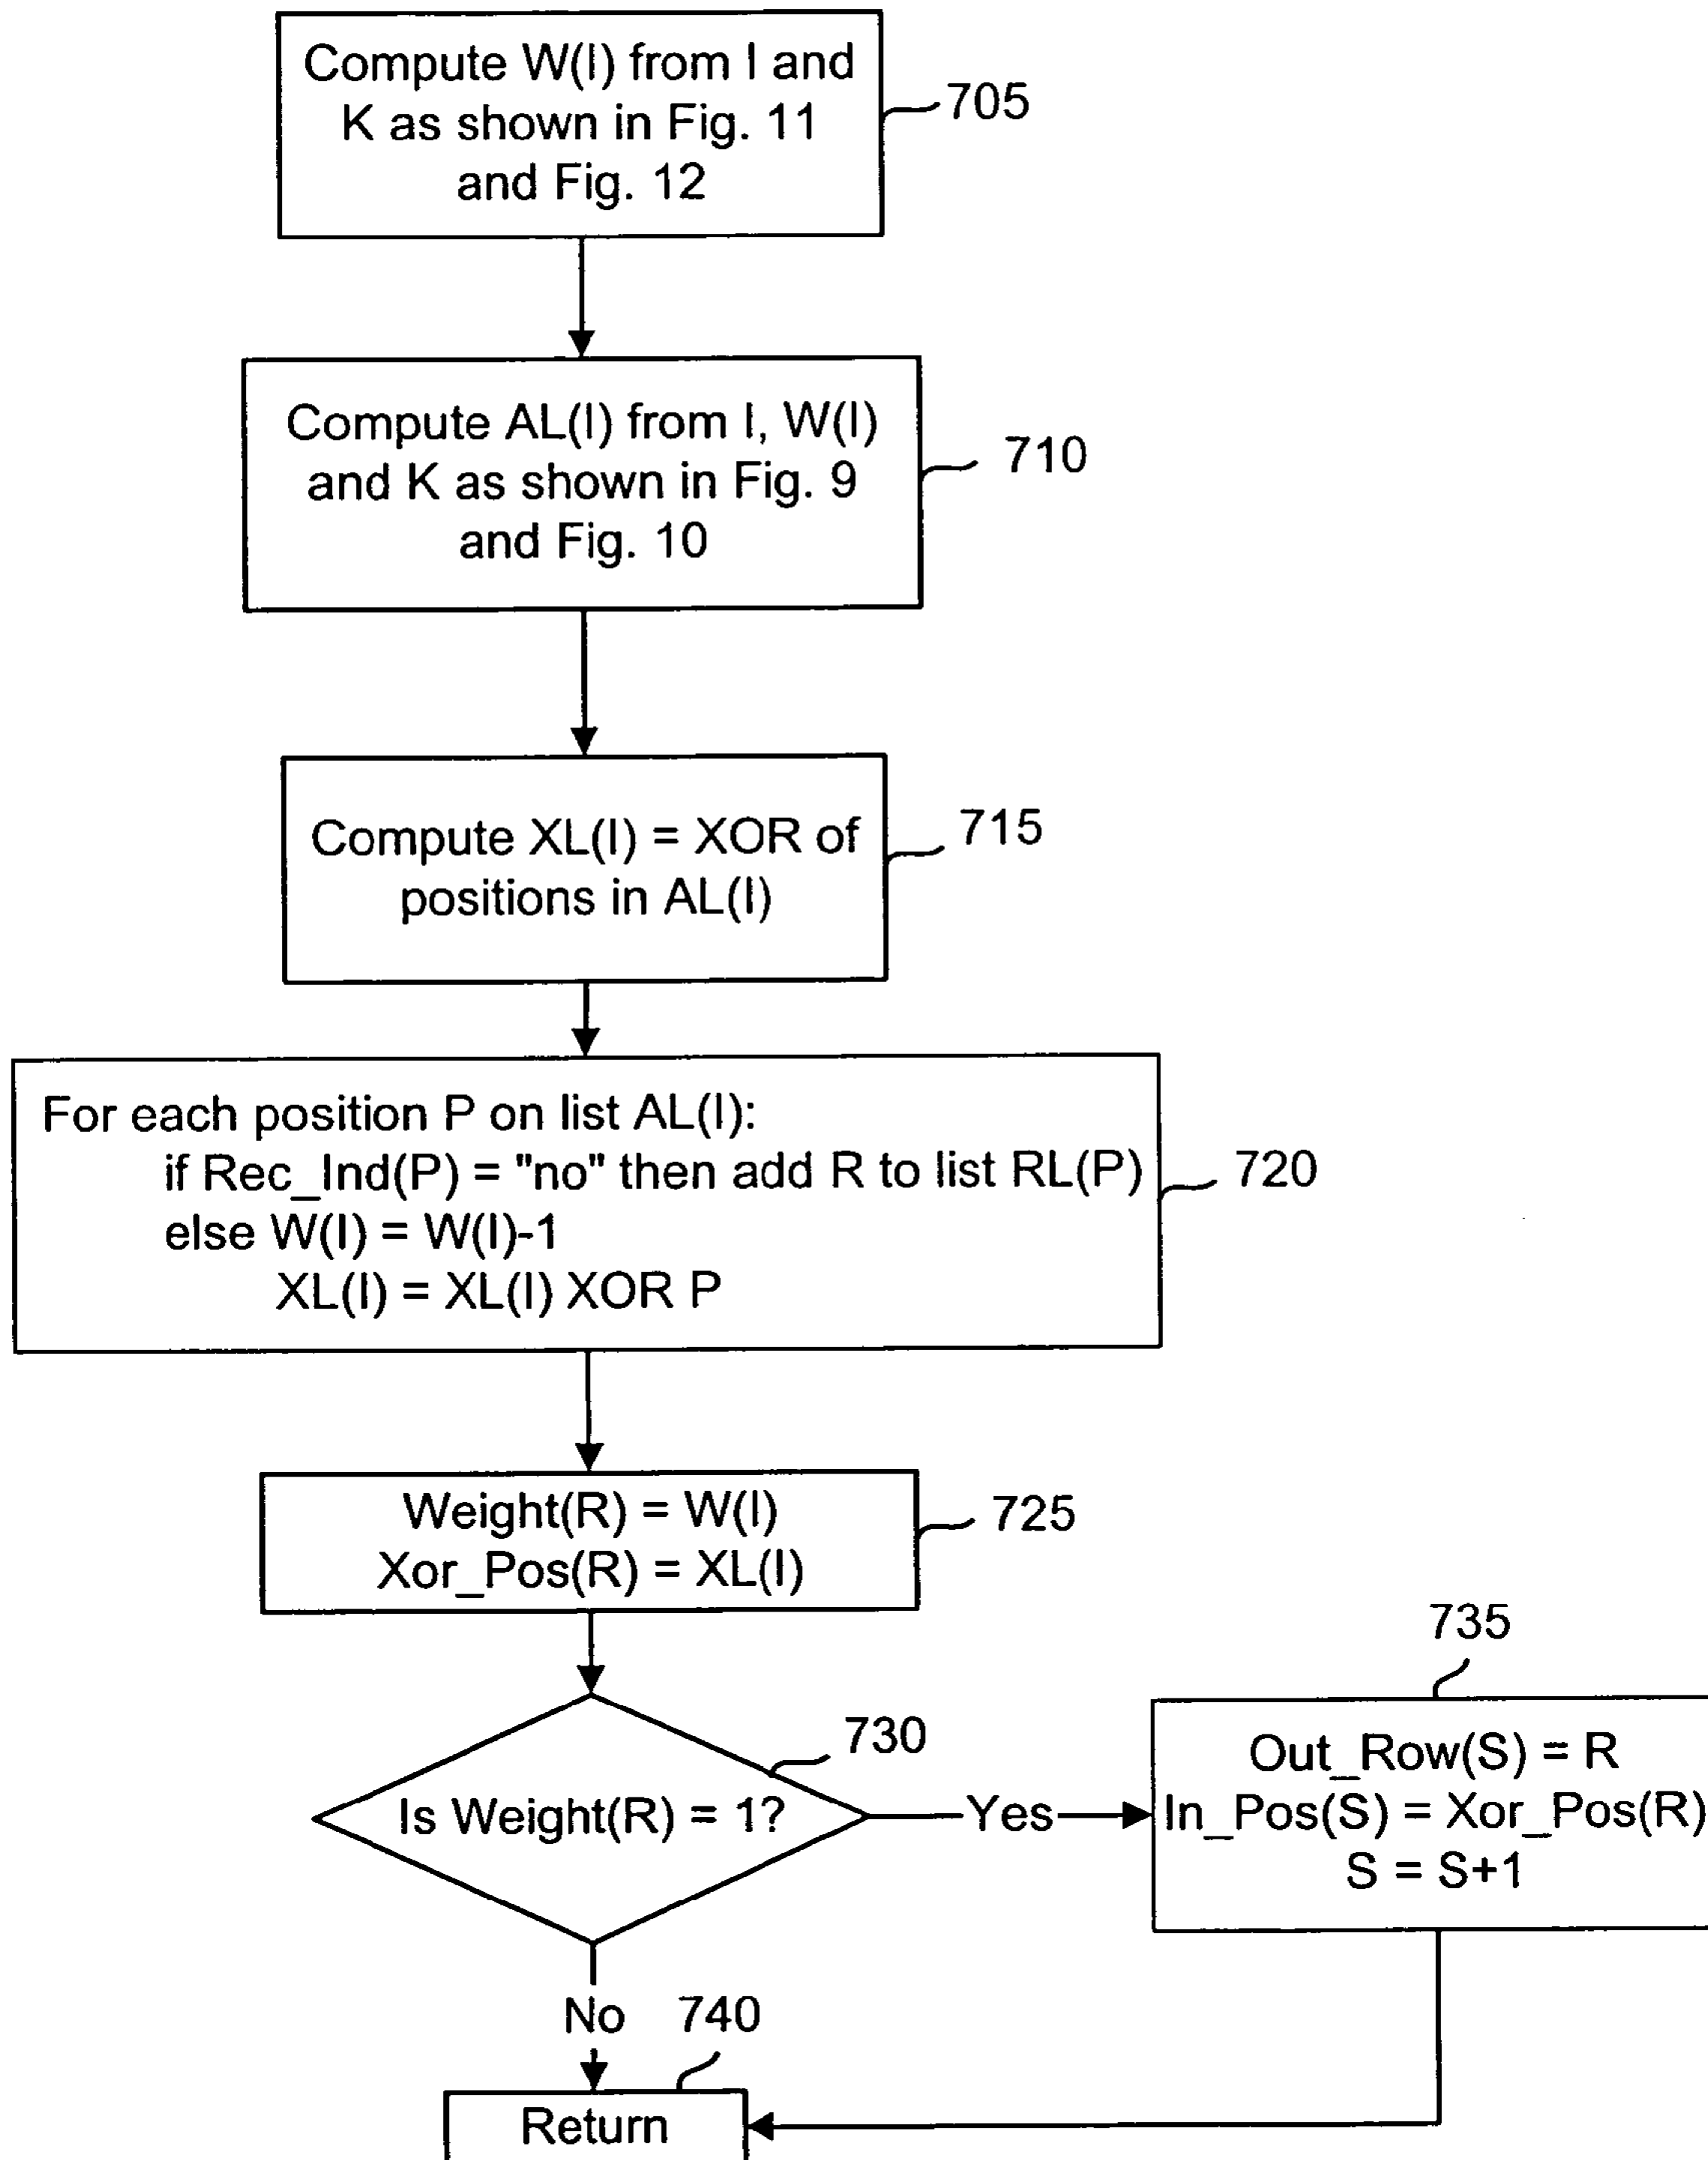 Compute W(I) from I and
K as shown in Fig. 11
and Fig. 12
705
Compute AL(I) from I, W(I)
and K as shown in Fig. 9
and Fig. 10
710
Compute XL(I) = XOR of
positions in AL(I)
715
For each position P on list AL(I):
if Rec_Ind(P) = "no" then add R to list RL(P)
else W(I) = W(I)-1
XL(I) = XL(I) XOR P
720
Weight(R) = W(I)
Xor_Pos(R) = XL(I)
725
Is Weight(R) = 1?
730
Yes
735
Out_Row(S) = R
In_Pos(S) = Xor_Pos(R)
S = S+1
No
740
Return